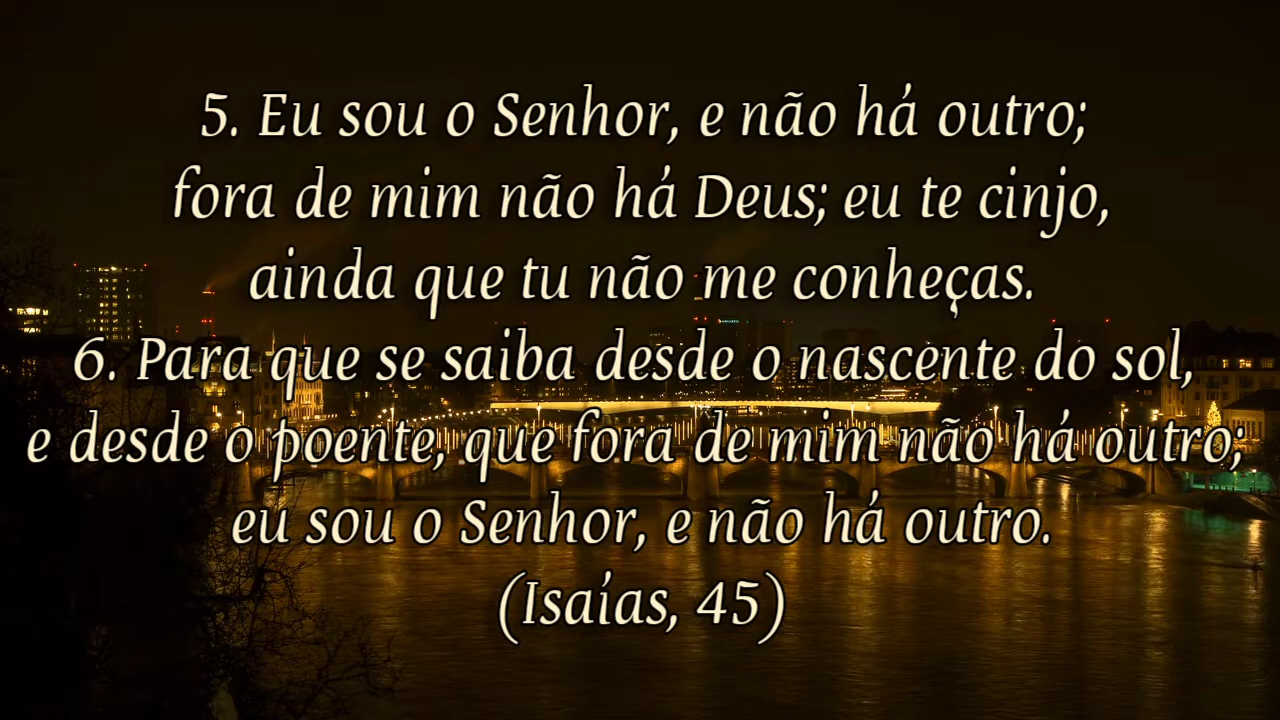 5. Eu sou o Senhor, e não há outro;
fora de mim não há Deus; eu te cinjo,
ainda que tu não me conheças.
6. Para que se saiba desde o nascente do sol,
e desde o poente, que fora de mim não há outro;
eu sou o Senhor, e não há outro.
(Isaías, 45)